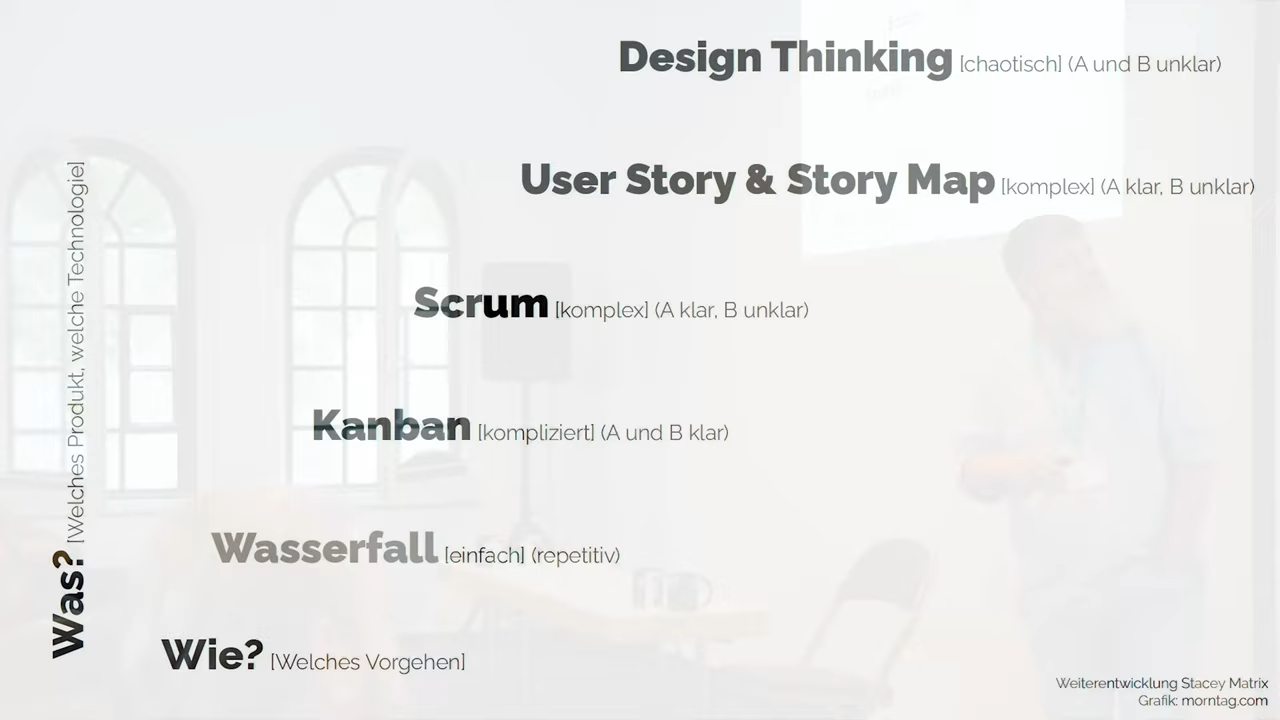 Design Thinking [chaotisch] (A und B unklar)
User Story & Story Map [komplex] (A klar, B unklar)
Scrum [komplex] (A klar, B unklar)
Kanban [kompliziert] (A und B klar)
Wasserfall [einfach] (repetitiv)
Was? [Welches Produkt, welche Technologie]
Wie? [Welches Vorgehen]
Weiterentwicklung Stacey Matrix
Grafik: morntag.com